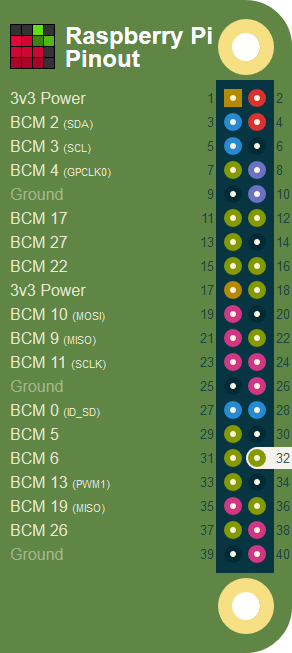 Raspberry Pi
Pinout
3v3 Power 1 2
BCM 2 (SDA) 3 4
BCM 3 (SCL) 5 6
BCM 4 (GPCLK0) 7 8
Ground 9 10
BCM 17 11 12
BCM 27 13 14
BCM 22 15 16
3v3 Power 17 18
BCM 10 (MOSI) 19 20
BCM 9 (MISO) 21 22
BCM 11 (SCLK) 23 24
Ground 25 26
BCM 0 (ID_SD) 27 28
BCM 5 29 30
BCM 6 31 32
BCM 13 (PWM1) 33 34
BCM 19 (MISO) 35 36
BCM 26 37 38
Ground 39 40